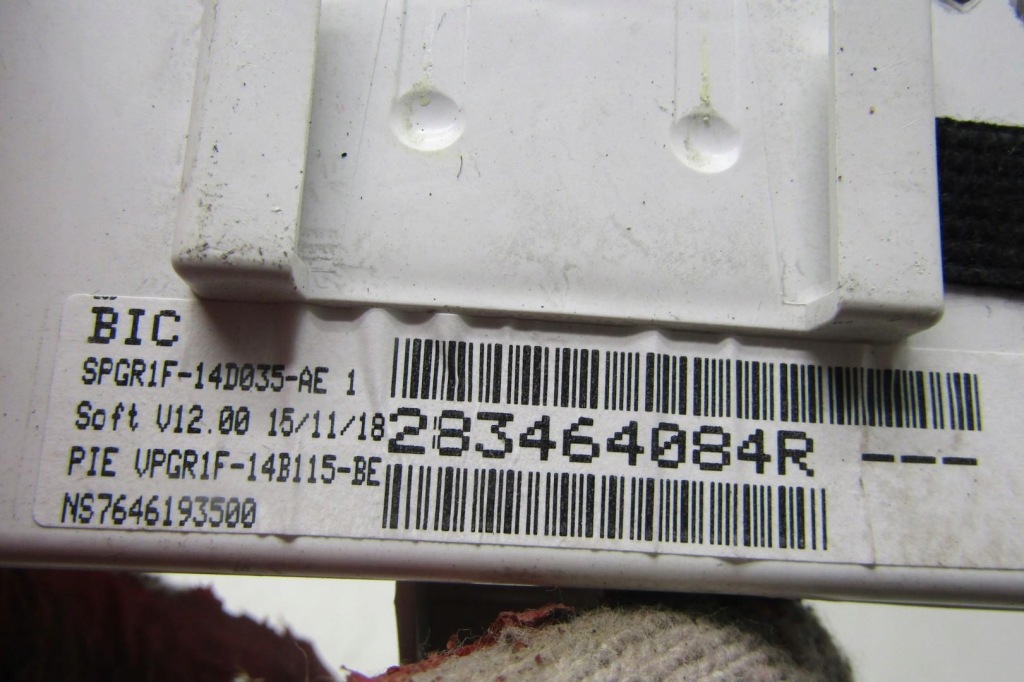 BIC
SPGR1F-14D035-AE 1
Soft V12.00 15/11/18
283464084R ---
PIE VPGR1F-14B115-BE
NS7646193500